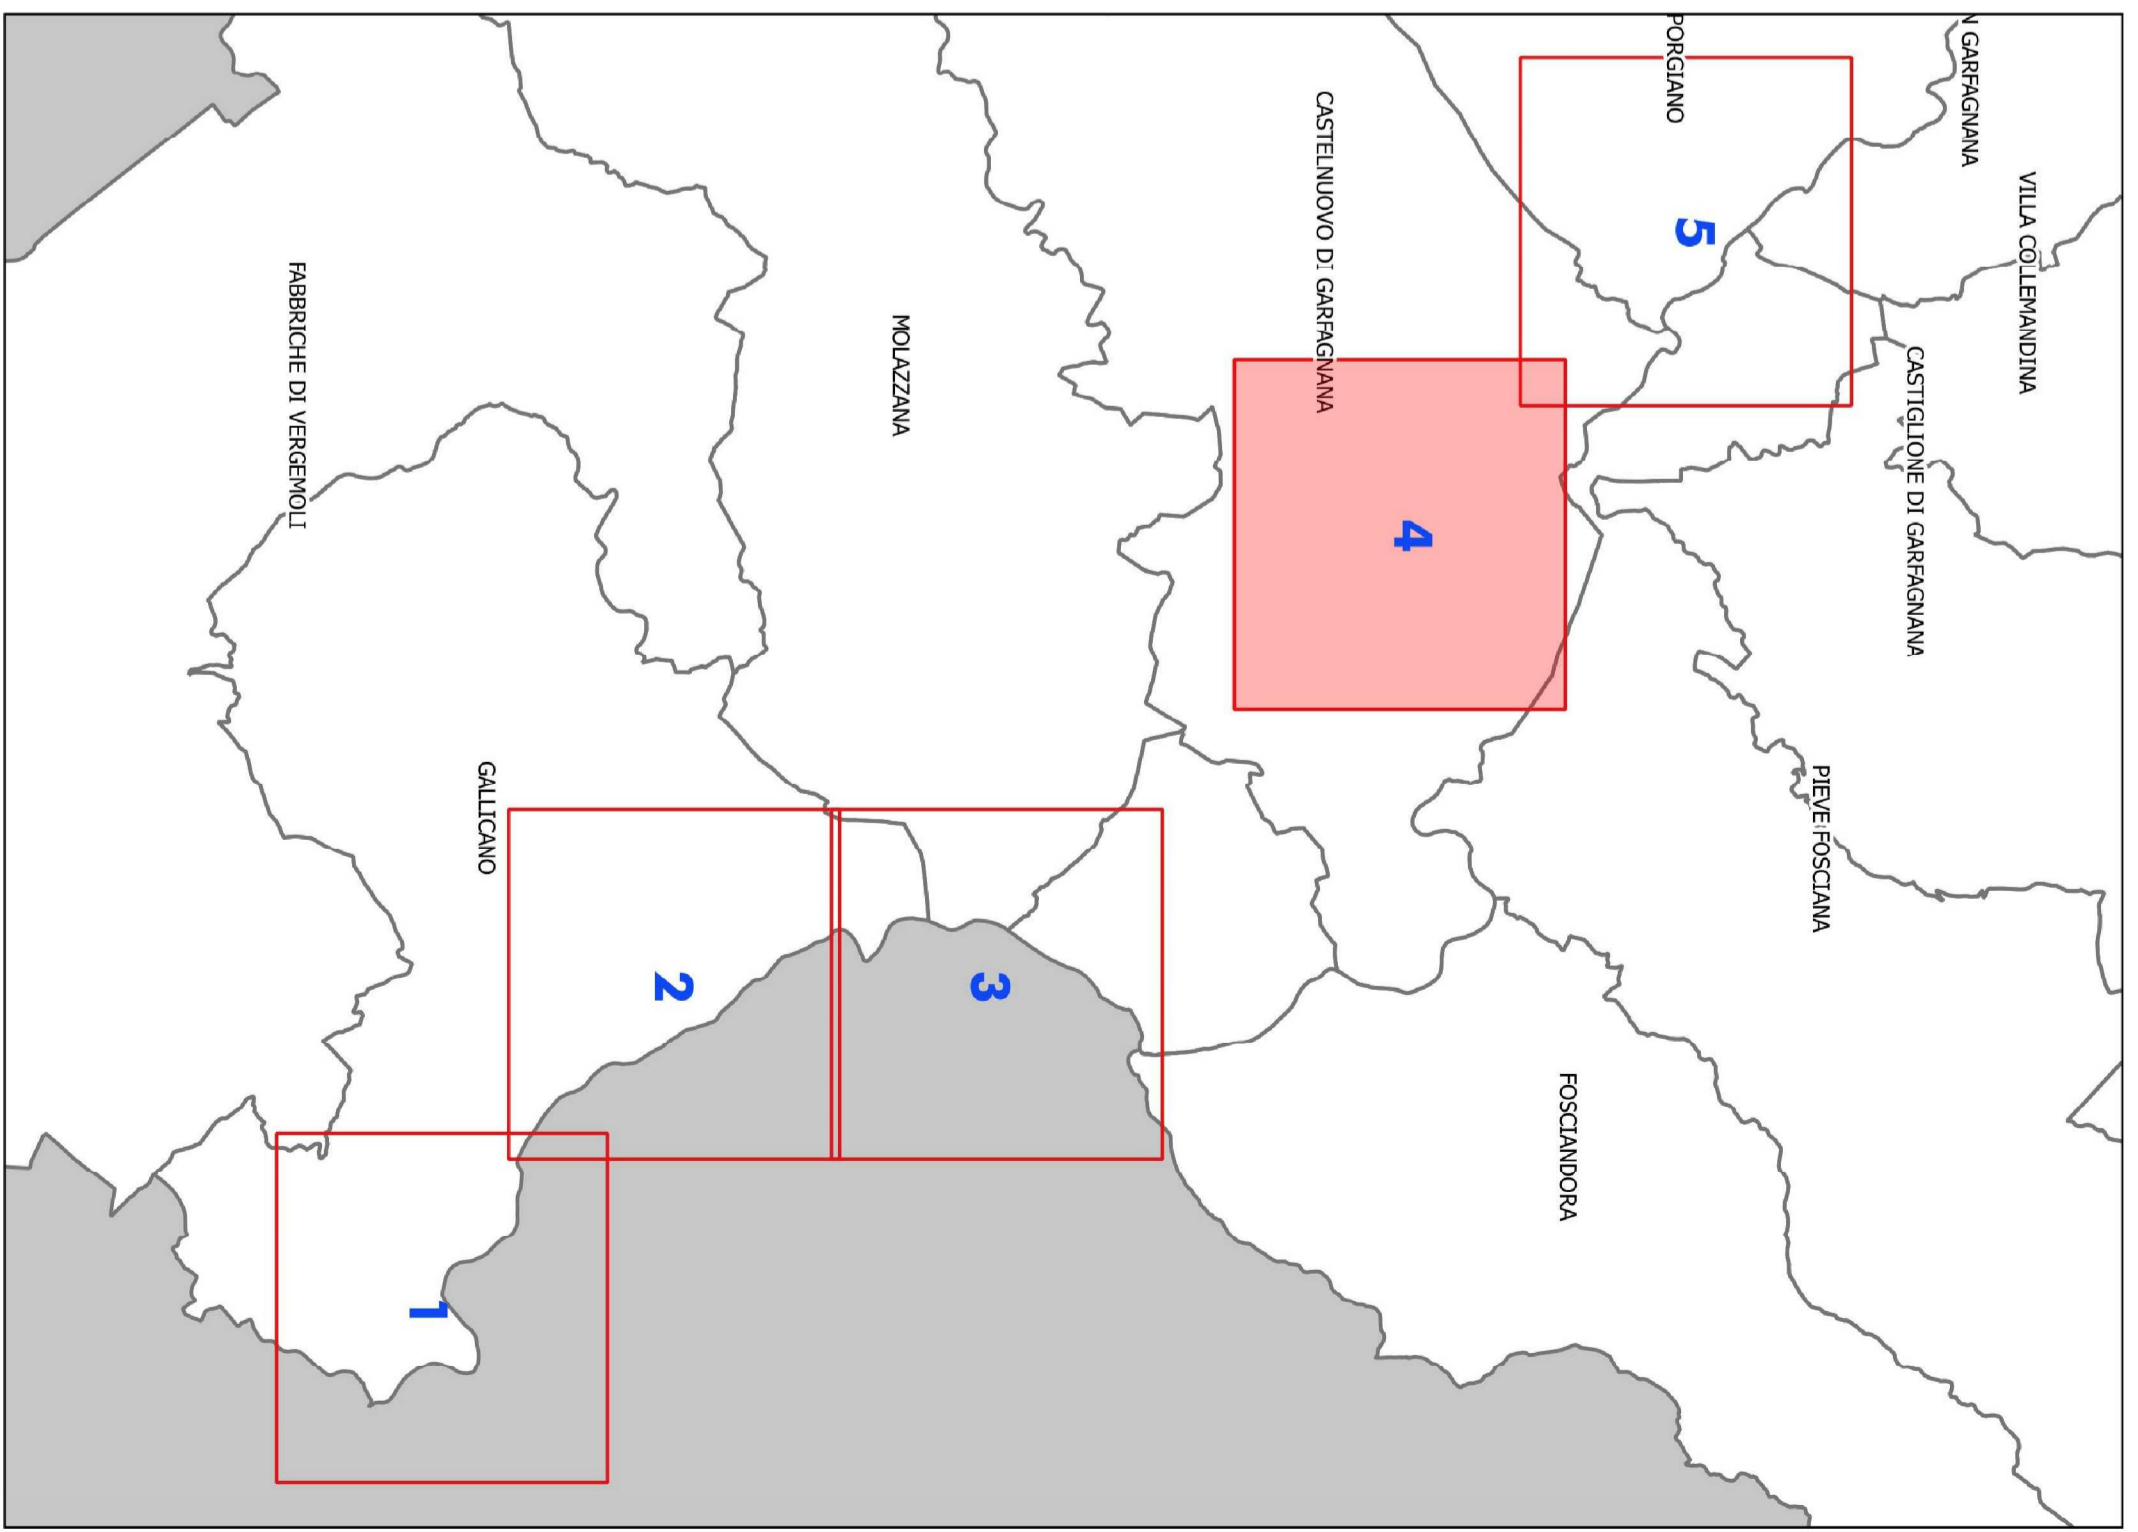 N GARFAGNANA
VILLA COLLEMANDINA
PORGIANO
CASTIGLIONE DI GARFAGNANA
5
CASTELNUOVO DI GARFAGNANA
4
PIEVE FOSCIANA
MOLAZZANA
FOSCIANDORA
3
FABBRICHE DI VERGEMOLI
GALLICANO
2
1